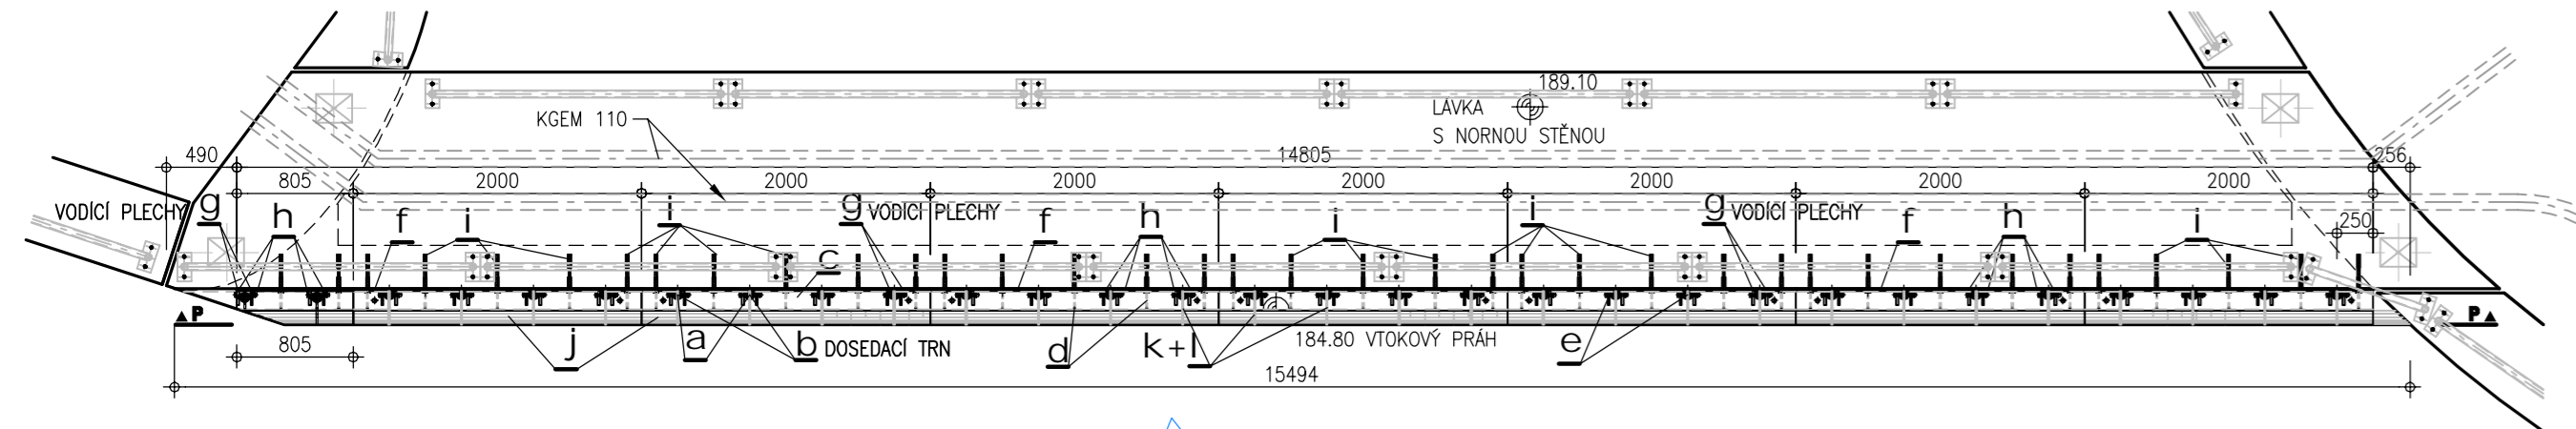 189.10
LÁVKA
S NORNOU STĚNOU
KGEM 110
490
14805
256
805
2000
2000
2000
2000
2000
2000
2000
VODÍCÍ PLECHY
g
h
f
i
i
g
VODÍCÍ PLECHY
f
h
i
i
g
VODÍCÍ PLECHY
f
h
i
250
c
P
P
805
j
a
b
DOSEDACÍ TRN
d
k+l
184.80 VTOKOVÝ PRÁH
e
15494